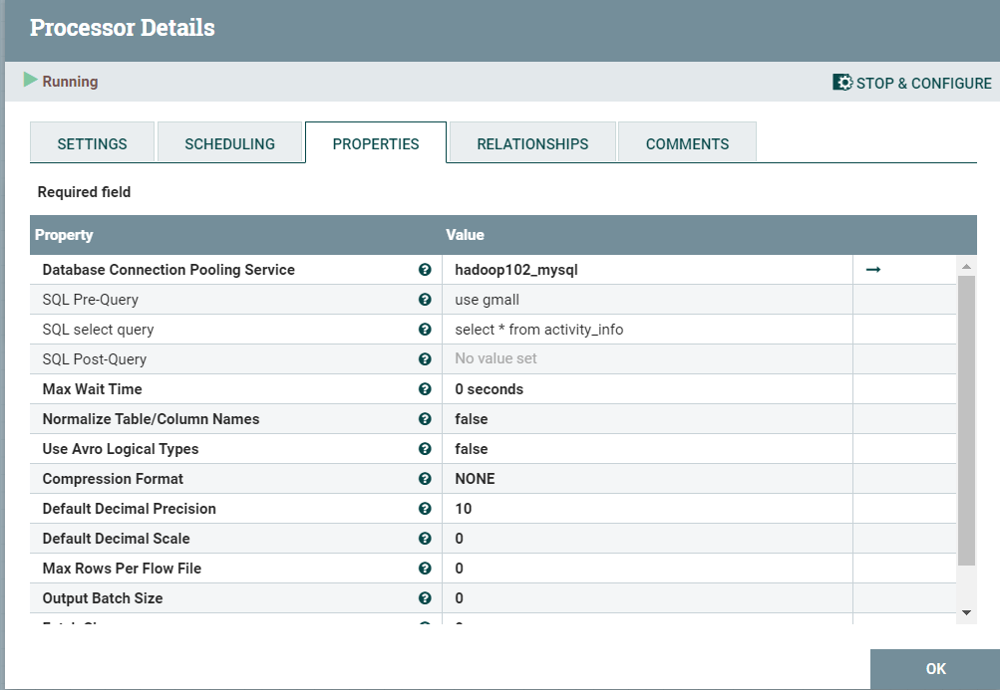 Processor Details
Running
STOP & CONFIGURE
SETTINGS SCHEDULING PROPERTIES RELATIONSHIPS COMMENTS
Required field
Property Value
Database Connection Pooling Service hadoop102_mysql
SQL Pre-Query use gmall
SQL select query select * from activity_info
SQL Post-Query No value set
Max Wait Time 0 seconds
Normalize Table/Column Names false
Use Avro Logical Types false
Compression Format NONE
Default Decimal Precision 10
Default Decimal Scale 0
Max Rows Per Flow File 0
Output Batch Size 0
OK